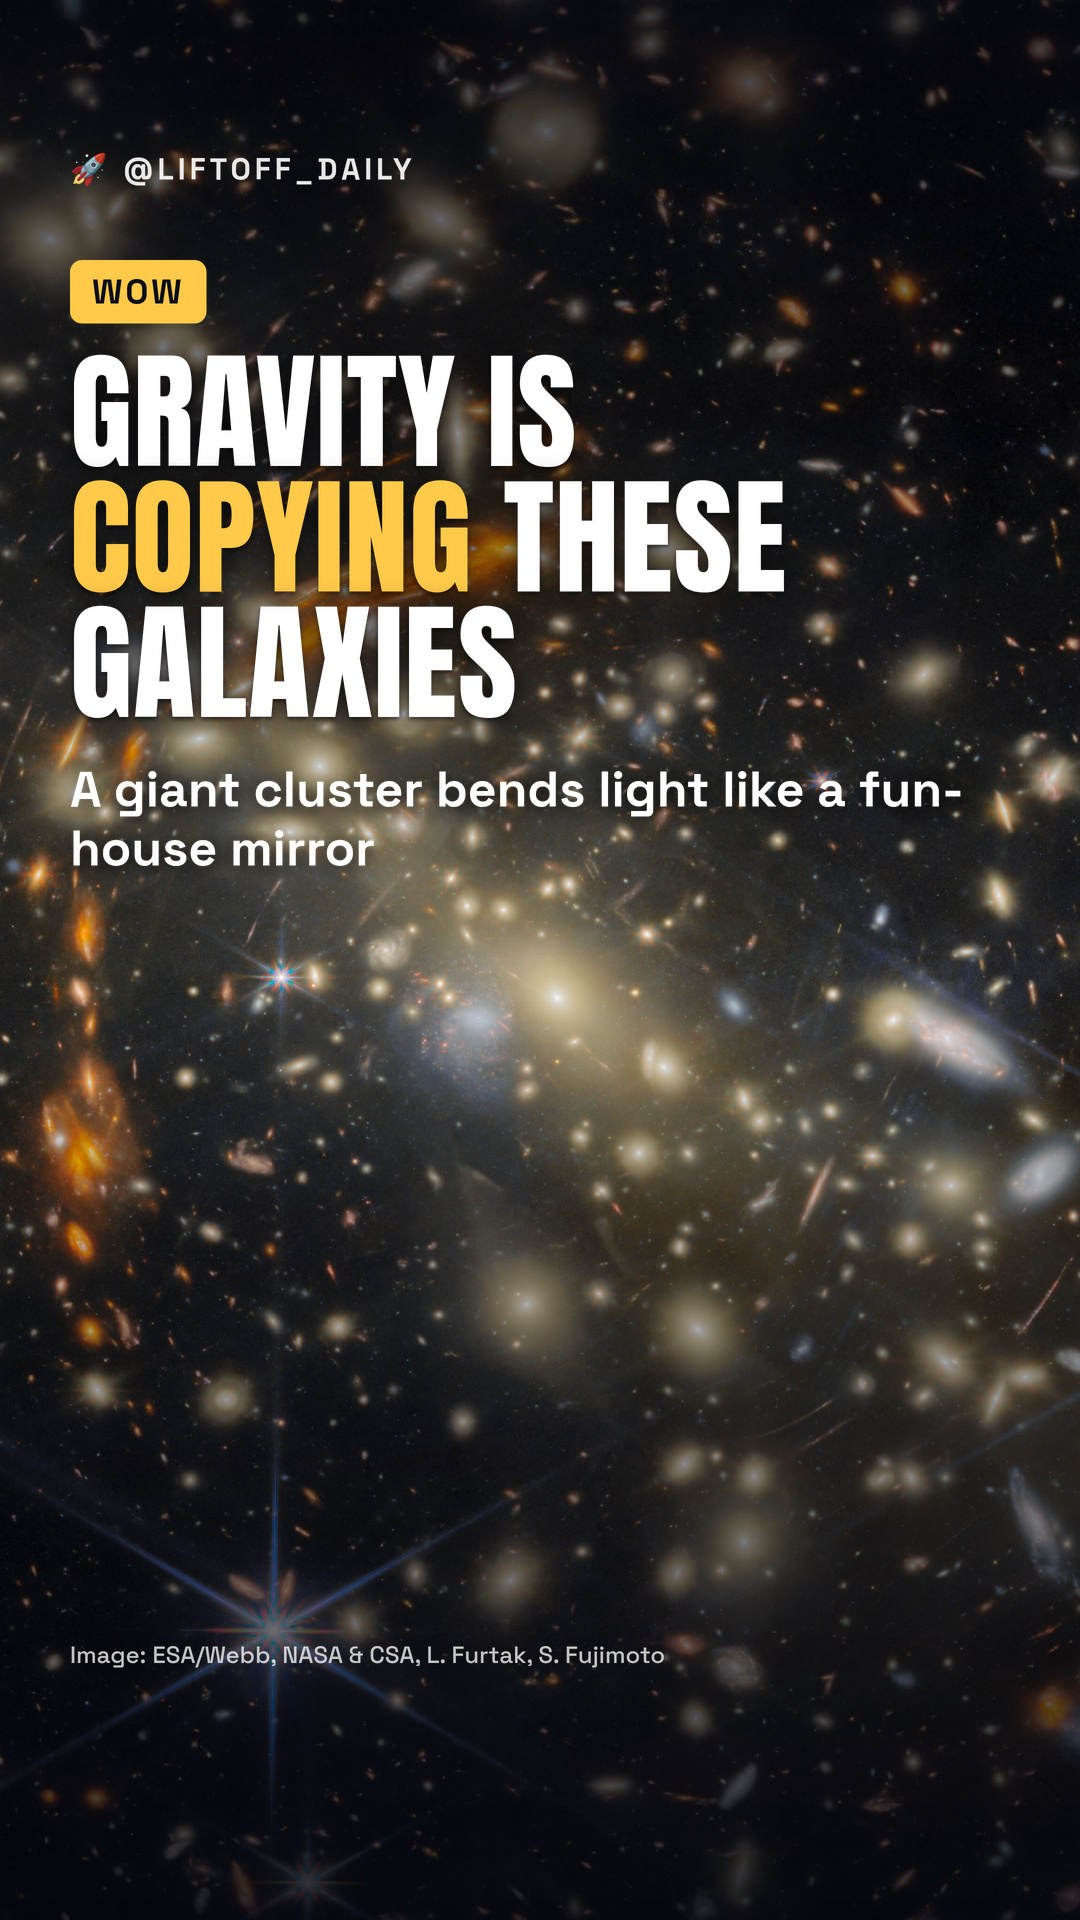 🚀 @LIFTOFF_DAILY
WOW
GRAVITY IS
COPYING THESE
GALAXIES
A giant cluster bends light like a fun-
house mirror
Image: ESA/Webb, NASA & CSA, L. Furtak, S. Fujimoto